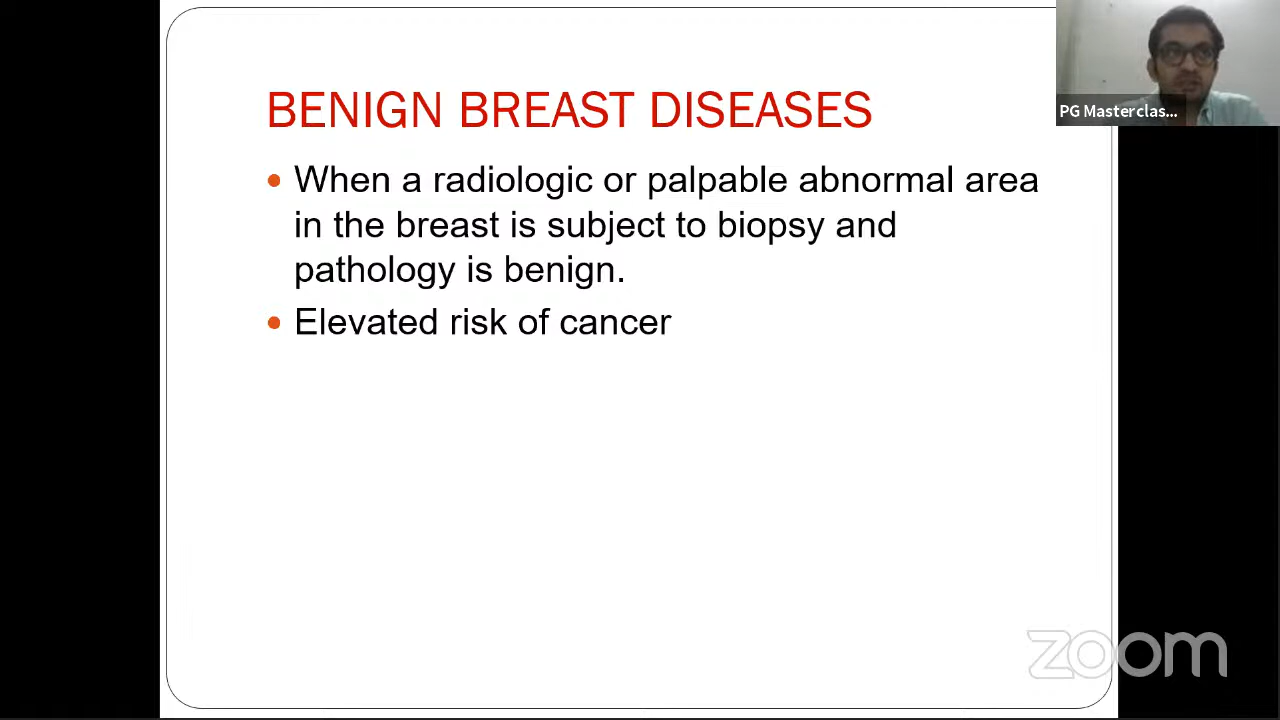 BENIGN BREAST DISEASES
PG Masterclas...
When a radiologic or palpable abnormal area
in the breast is subject to biopsy and
pathology is benign.
Elevated risk of cancer
zoom